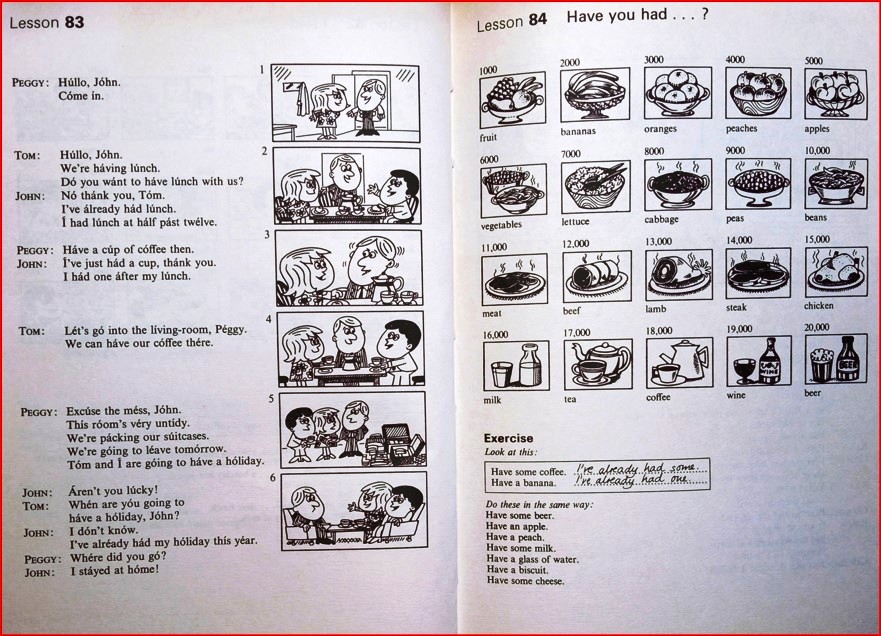 Lesson 83
PEGGY: Húllo, Jóhn.
Cóme in.
1
TOM: Húllo, Jóhn.
We're háving lúnch.
Dó you wánt to háve lúnch with us?
JOHN: Nó thánk you, Tóm.
I've álready hád lúnch.
Í had lúnch at hálf pást twélve.
2
PEGGY: Háve a cúp of cóffee then.
JOHN: Í've just hád a cup, thánk you.
Í had óne áfter my lúnch.
3
TOM: Lét's gó into the líving-room, Péggy.
We can háve our cóffee thére.
4
PEGGY: Excúse the méss, Jóhn.
This róom's véry untídy.
We're pácking our súitcases.
We're góing to léave tomórrow.
Tóm and Í are góing to háve a hóliday.
5
JOHN: Áren't you lúcky!
TOM: Whén are yóu going to
háve a hóliday, Jóhn?
JOHN: I dón't know.
I've alréady hád my hóliday this yéar.
PEGGY: Whére did you gó?
JOHN: I stáyed at hóme!
6
Lesson 84 Have you had . . . ?
1000 2000 3000 4000 5000
fruit bananas oranges peaches apples
6000 7000 8000 9000 10,000
vegetables lettuce cabbage peas beans
11,000 12,000 13,000 14,000 15,000
meat beef lamb steak chicken
16,000 17,000 18,000 19,000 20,000
WINE BEER
milk tea coffee wine beer
Exercise
Look at this:
Have some coffee. I've already had some.
Have a banana. I've already had one.
Do these in the same way:
Have some beer.
Have an apple.
Have a peach.
Have some milk.
Have a glass of water.
Have a biscuit.
Have some cheese.